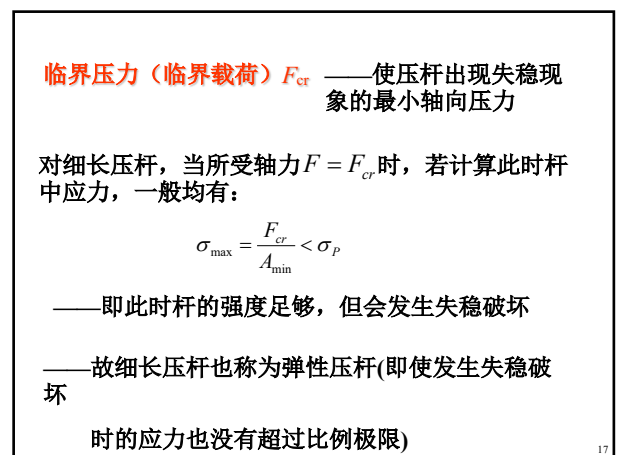 临界压力（临界载荷）Fcr ——使压杆出现失稳现
象的最小轴向压力
对细长压杆，当所受轴力F = Fcr时，若计算此时杆
中应力，一般均有：
σmax = Fcr / Amin < σP
——即此时杆的强度足够，但会发生失稳破坏
——故细长压杆也称为弹性压杆(即使发生失稳破
坏
时的应力也没有超过比例极限)
17